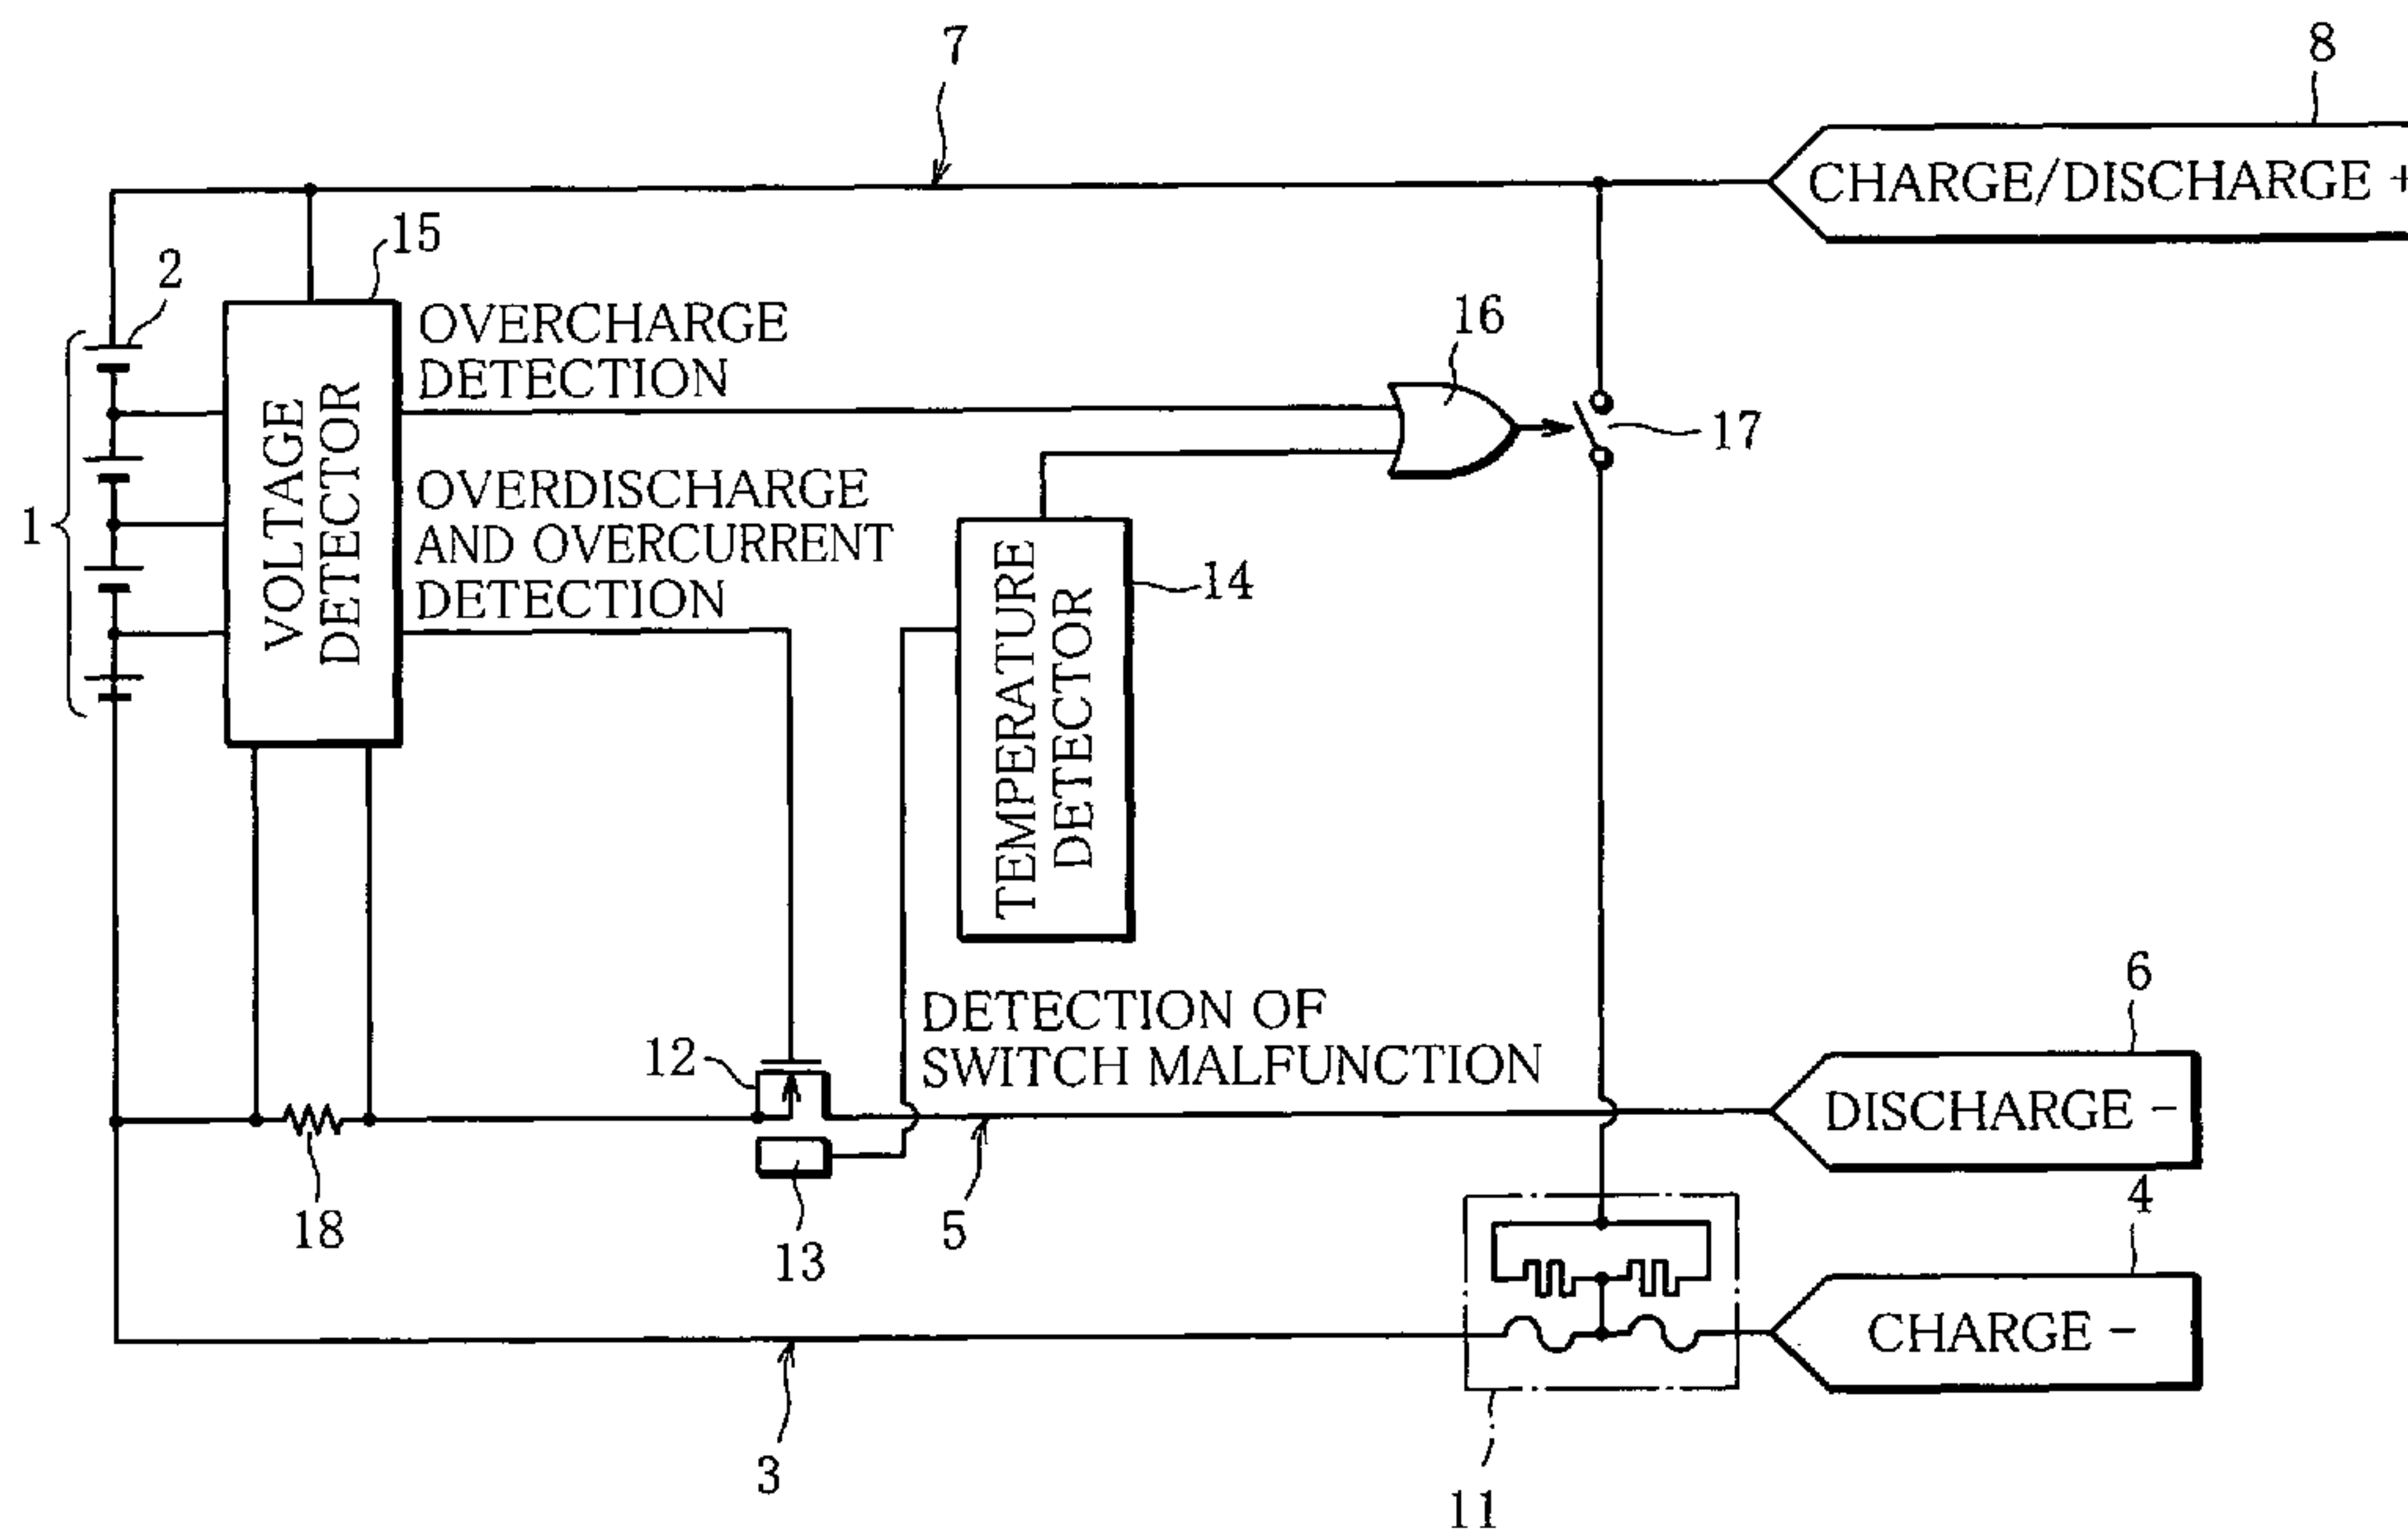 7
8
CHARGE/DISCHARGE +
15
2
OVERCHARGE
DETECTION
16
17
1
VOLTAGE
DETECTOR
OVERDISCHARGE
AND OVERCURRENT
DETECTION
TEMPERATURE
DETECTOR
14
6
DETECTION OF
SWITCH MALFUNCTION
12
DISCHARGE -
18
13
5
4
CHARGE -
3
11